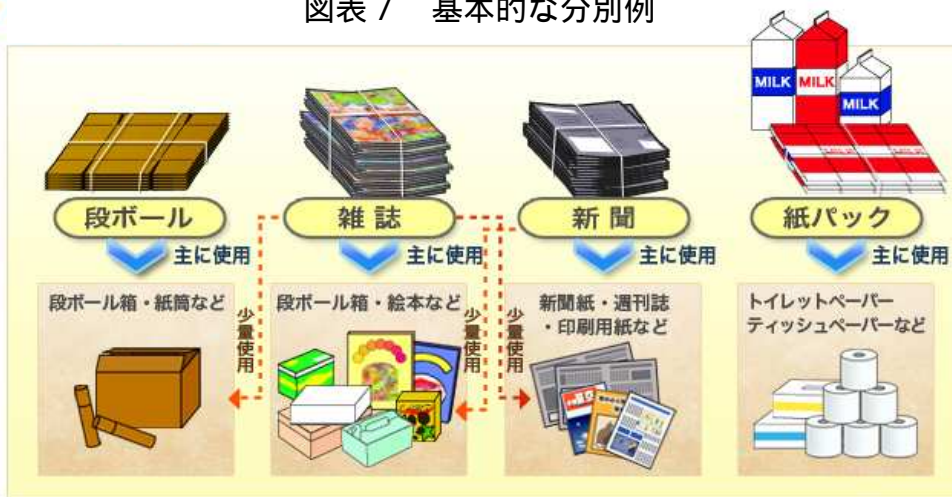 図表7 基本的な分別例
MILK
MILK
MILK
段ボール
雑誌
新聞
紙パック
主に使用
主に使用
主に使用
主に使用
段ボール箱・紙筒など
段ボール箱・絵本など
新聞紙・週刊誌
・印刷用紙など
トイレットペーパー
ティッシュペーパーなど
少量使用
少量使用
少量使用